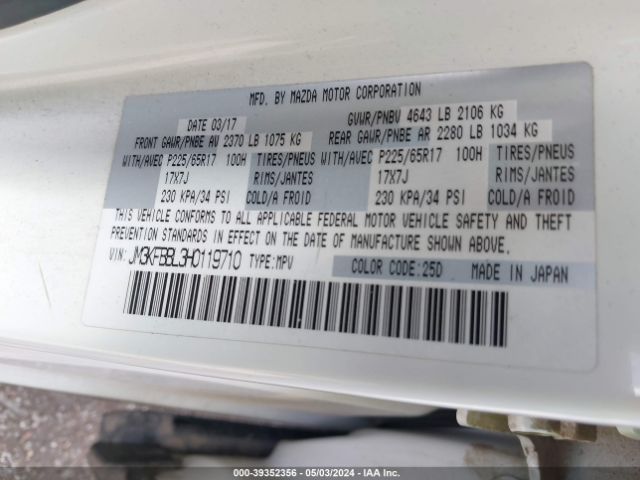 MFD. BY MAZDA MOTOR CORPORATION
DATE 03/17 GVWR/PNBV 4643 LB 2106 KG
FRONT GAWR/PNBE AV 2370 LB 1075 KG REAR GAWR/PNBE AR 2280 LB 1034 KG
WITH/AVEC P225/65R17 100H TIRES/PNEUS WITH/AVEC P225/65R17 100H TIRES/PNEUS
17X7J RIMS/JANTES 17X7J RIMS/JANTES
230 KPA/34 PSI COLD/A FROID 230 KPA/34 PSI COLD/A FROID
THIS VEHICLE CONFORMS TO ALL APPLICABLE FEDERAL MOTOR VEHICLE SAFETY AND THEFT
PREVENTION STANDARDS IN EFFECT ON THE DATE OF MANUFACTURE SHOWN ABOVE.
VIN: JM3KFBBL3H0119710 TYPE:MPV COLOR CODE:25D MADE IN JAPAN
000-39352356 - 05/03/2024 - IAA Inc.